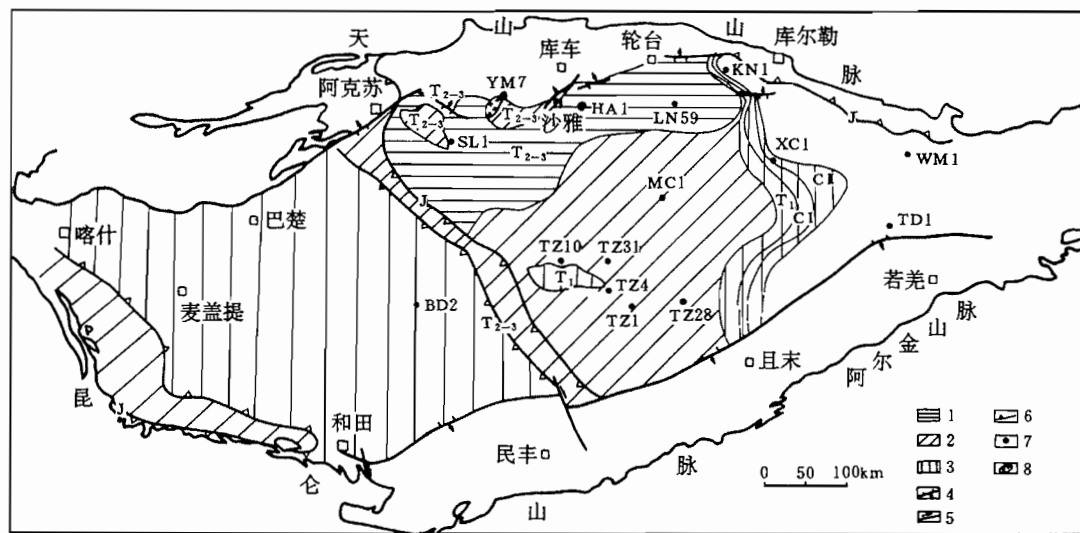 天 山 山
库车 轮台 库尔勒
脉
KN1
阿克苏
YM7
T₂₋₃
T₂₋₃
T₂₋₃
沙雅
HA1
LN59
J
SL1
T₂₋₃
XC1
WM1
MC1
CⅡ
J
T₁
CⅠ
巴楚
喀什
TD1
TZ10
TZ31
T₁
若羌
麦盖提
BD2
TZ4
T₂₋₃
TZ1
TZ28
且末
阿尔金山脉
昆
J
和田
民丰
仑
脉
山
0 50 100km
1 6
2 7
3 8
4
5